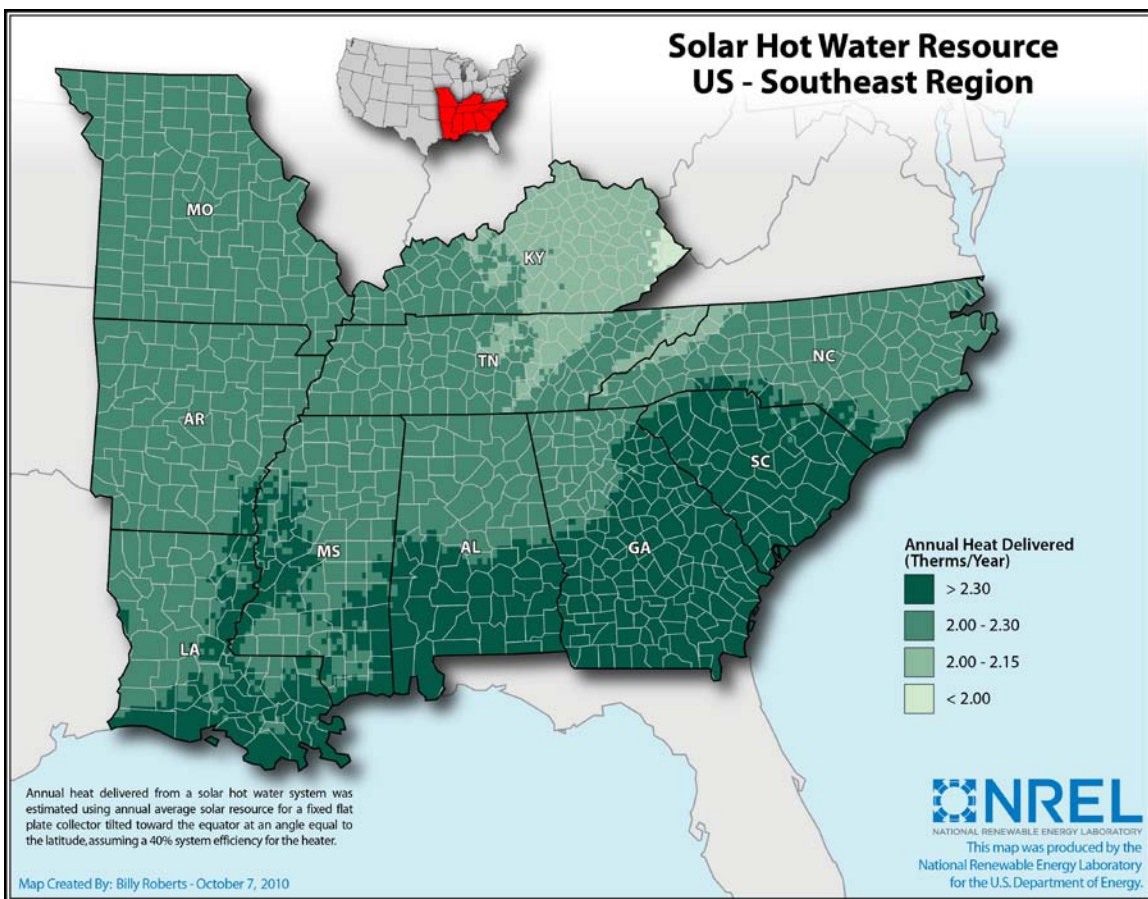 Solar Hot Water Resource
US - Southeast Region
MO
KY
TN
NC
AR
SC
MS
AL
GA
LA
Annual Heat Delivered
(Therms/Year)
> 2.30
2.00 - 2.30
2.00 - 2.15
< 2.00
Annual heat delivered from a solar hot water system was
estimated using annual average solar resource for a fixed flat
plate collector tilted toward the equator at an angle equal to
the latitude, assuming a 40% system efficiency for the heater.
Map Created By: Billy Roberts - October 7, 2010
NREL
NATIONAL RENEWABLE ENERGY LABORATORY
This map was produced by the
National Renewable Energy Laboratory
for the U.S. Department of Energy.